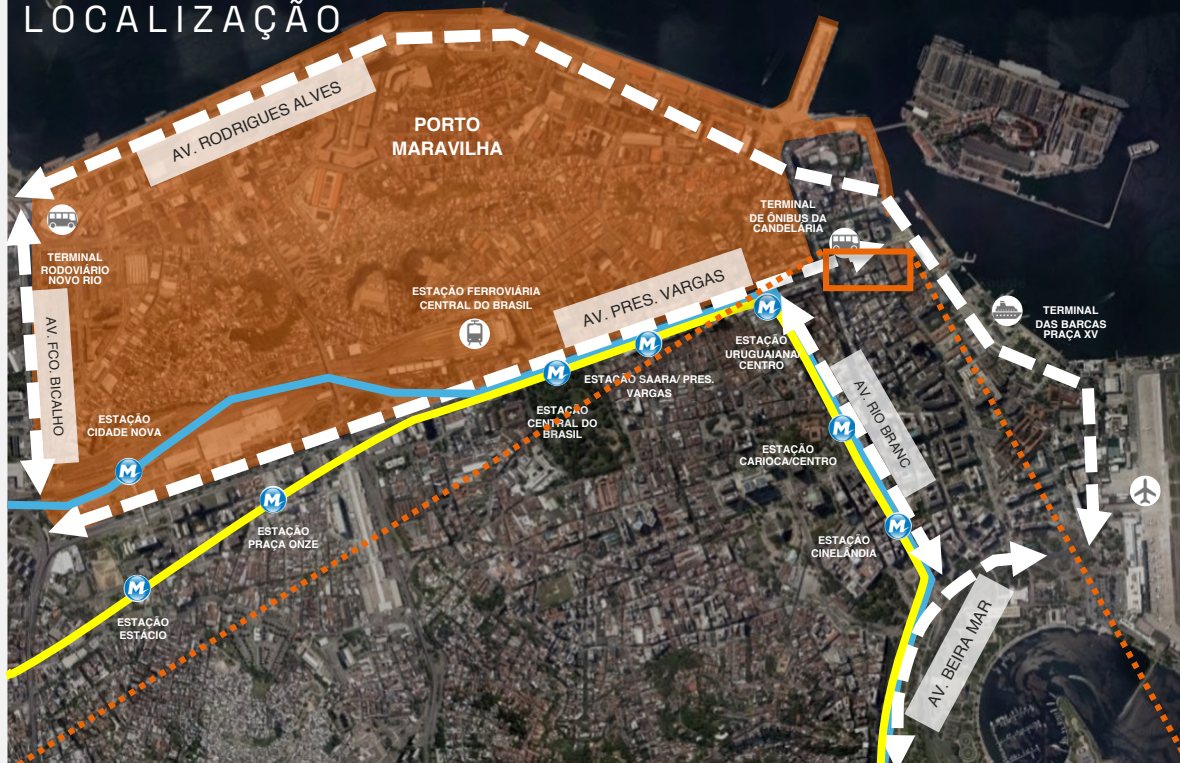 LOCALIZAÇÃO
AV. RODRIGUES ALVES
PORTO
MARAVILHA
TERMINAL
DE ÔNIBUS DA
CANDELÁRIA
TERMINAL
RODOVIÁRIO
NOVO RIO
ESTAÇÃO FERROVIÁRIA
CENTRAL DO BRASIL
AV. PRES. VARGAS
TERMINAL
DAS BARCAS
PRAÇA XV
AV. FCO. BICALHO
M
ESTAÇÃO
URUGUAIANA/
CENTRO
M
ESTAÇÃO SAARA/ PRES.
VARGAS
M
ESTAÇÃO
CENTRAL DO
BRASIL
AV. RIO BRANC
ESTAÇÃO
CIDADE NOVA
M
M
ESTAÇÃO
CARIOCA/CENTRO
M
ESTAÇÃO
PRAÇA ONZE
M
ESTAÇÃO
CINELÂNDIA
M
ESTAÇÃO
ESTÁCIO
AV. BEIRA MAR